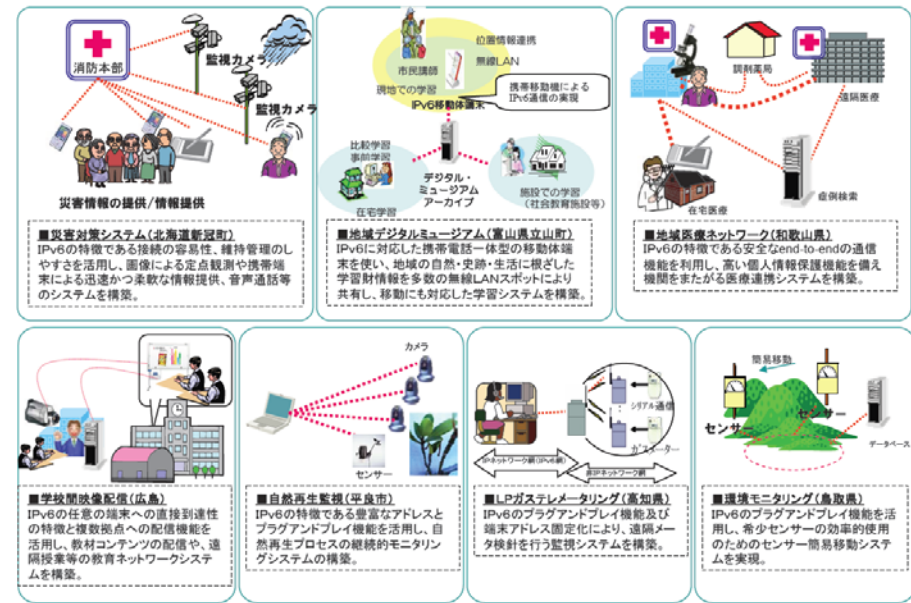 消防本部
監視カメラ
監視カメラ
災害情報の提供/情報提供
■災害対策システム(北海道新冠町)
IPv6の特徴である接続の容易性、維持管理のし
やすさを活用し、画像による定点観測や携帯端
末による迅速かつ柔軟な情報提供、音声通話等
のシステムを構築。
位置情報連携
無線LAN
市民講師
現地での学習
IPv6移動体端末
携帯移動機による
IPv6通信の実現
比較学習
事前学習
在宅学習
デジタル・
ミュージアム
アーカイブ
施設での学習
(社会教育施設等)
■地域デジタルミュージアム(富山県立山町)
IPv6に対応した携帯電話一体型の移動体端
末を使い、地域の自然・史跡・生活に根ざした
学習財情報を多数の無線LANスポットにより
共有し、移動にも対応した学習システムを構築。
調剤薬局
遠隔医療
在宅医療
症例検索
■地域医療ネットワーク(和歌山県)
IPv6の特徴である安全なend-to-endの通信
機能を利用し、高い個人情報保護機能を備え
機関をまたがる医療連携システムを構築。
■学校間映像配信(広島)
IPv6の任意の端末への直接到達性
の特徴と複数拠点への配信機能
を活用し、教材コンテンツの配信や、遠
隔授業等の教育ネットワークシステ
ムを構築。
カメラ
センサー
■自然再生監視(平良市)
IPv6の特徴である豊富なアドレスと
プラグアンドプレイ機能を活用し、自
然再生プロセスの継続的モニタリン
グシステムの構築。
シリアル通信
ガスメーター
IPネットワーク網(IPv6網)
非IPネットワーク網
■LPガステレメータリング(高知県)
IPv6のプラグアンドプレイ機能及び
端末アドレス固定化により、遠隔メー
タ検針を行う監視システムを構築。
簡易移動
センサー
センサー
データベース
■環境モニタリング(鳥取県)
IPv6のプラグアンドプレイ機能を活
用し、希少センサーの効率的使用
のためのセンサー簡易移動システ
ムを実現。